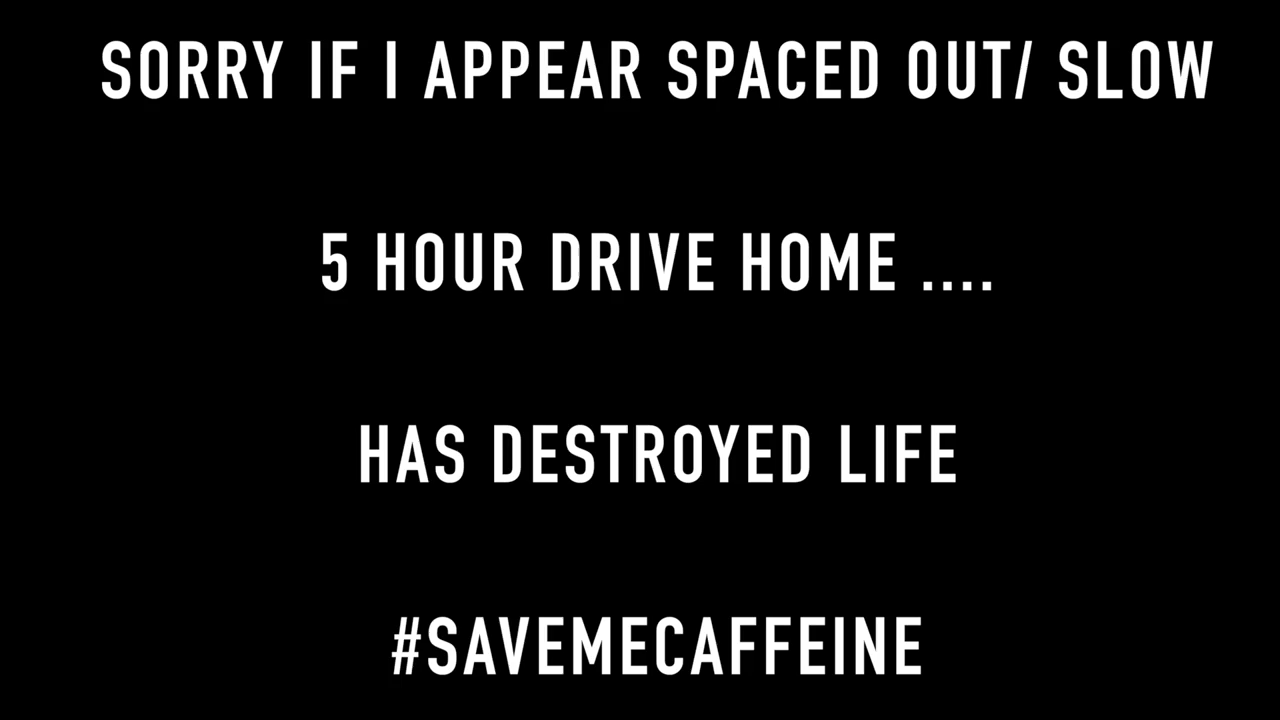 SORRY IF I APPEAR SPACED OUT/ SLOW
5 HOUR DRIVE HOME ....
HAS DESTROYED LIFE
#SAVEMECAFFEINE